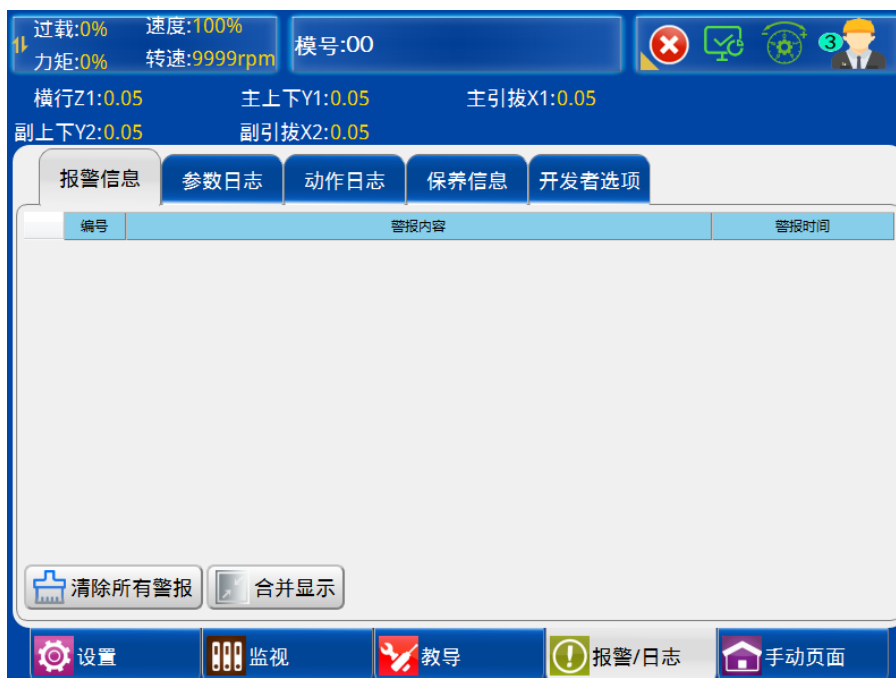 过载:0% 速度:100%
力矩:0% 转速:9999rpm
模号:00
3
横行Z1:0.05 主上下Y1:0.05 主引拔X1:0.05
副上下Y2:0.05 副引拔X2:0.05
报警信息 参数日志 动作日志 保养信息 开发者选项
编号 警报内容 警报时间
清除所有警报 合并显示
设置 监视 教导 报警/日志 手动页面